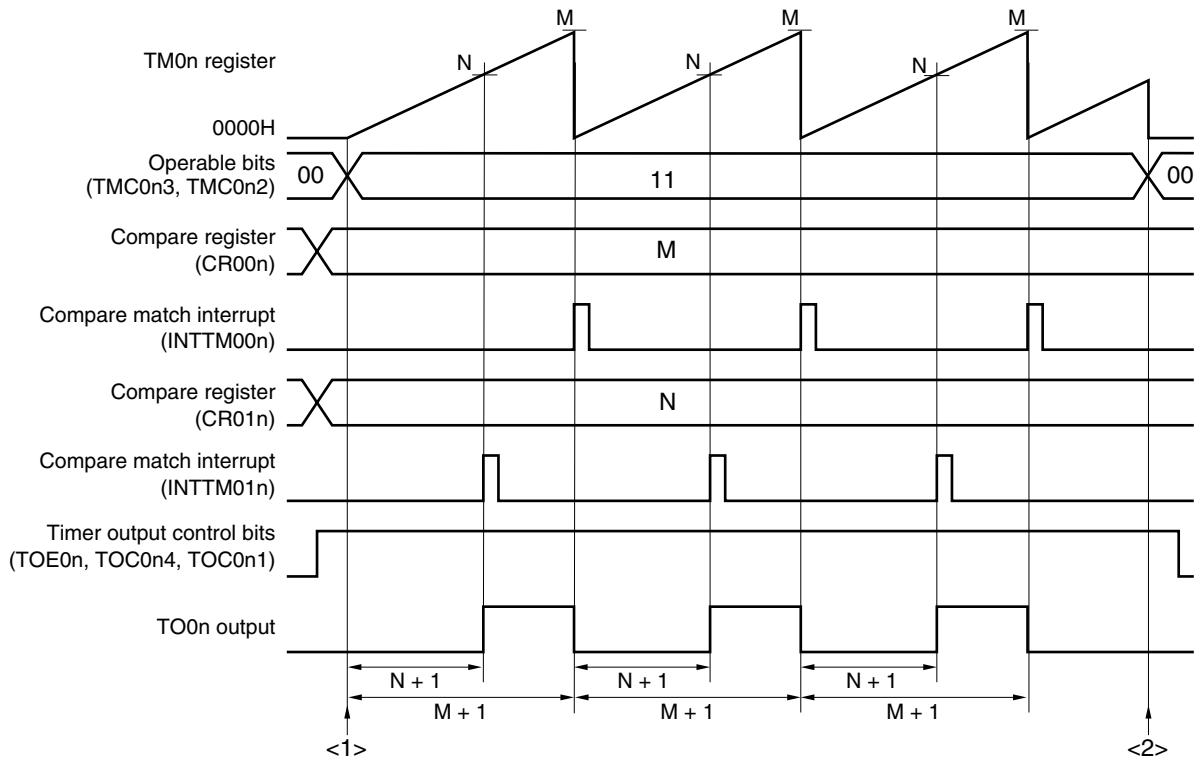 M
M
M
TM0n register
N
N
N
0000H
Operable bits
(TMC0n3, TMC0n2)
00
11
00
Compare register
(CR00n)
M
Compare match interrupt
(INTTM00n)
Compare register
(CR01n)
N
Compare match interrupt
(INTTM01n)
Timer output control bits
(TOE0n, TOC0n4, TOC0n1)
TO0n output
N + 1
N + 1
N + 1
M + 1
M + 1
M + 1
<1>
<2>